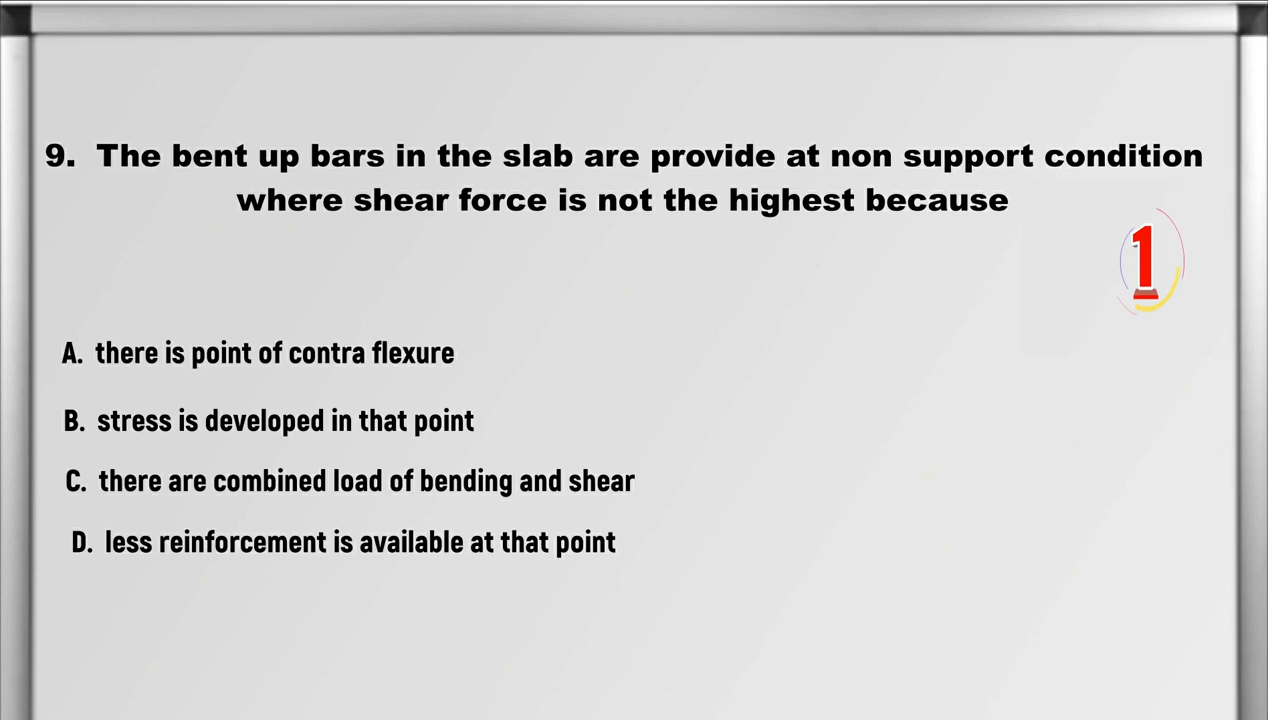 9. The bent up bars in the slab are provide at non support condition
where shear force is not the highest because
1
A. there is point of contra flexure
B. stress is developed in that point
C. there are combined load of bending and shear
D. less reinforcement is available at that point